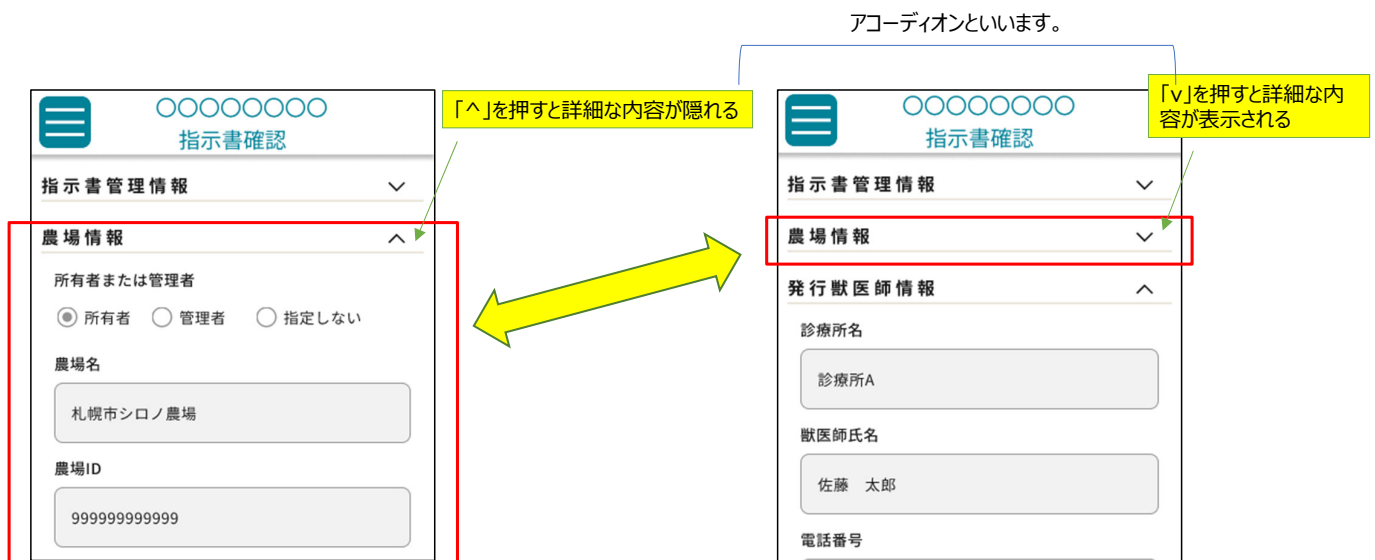 アコーディオンといいます。
○○○○○○○○
指示書確認
「^」を押すと詳細な内容が隠れる
指示書管理情報
農場情報
所有者または管理者
所有者 管理者 指定しない
農場名
札幌市シロノ農場
農場ID
999999999999
○○○○○○○○
指示書確認
「v」を押すと詳細な内
容が表示される
指示書管理情報
農場情報
発行獣医師情報
診療所名
診療所A
獣医師氏名
佐藤　太郎
電話番号